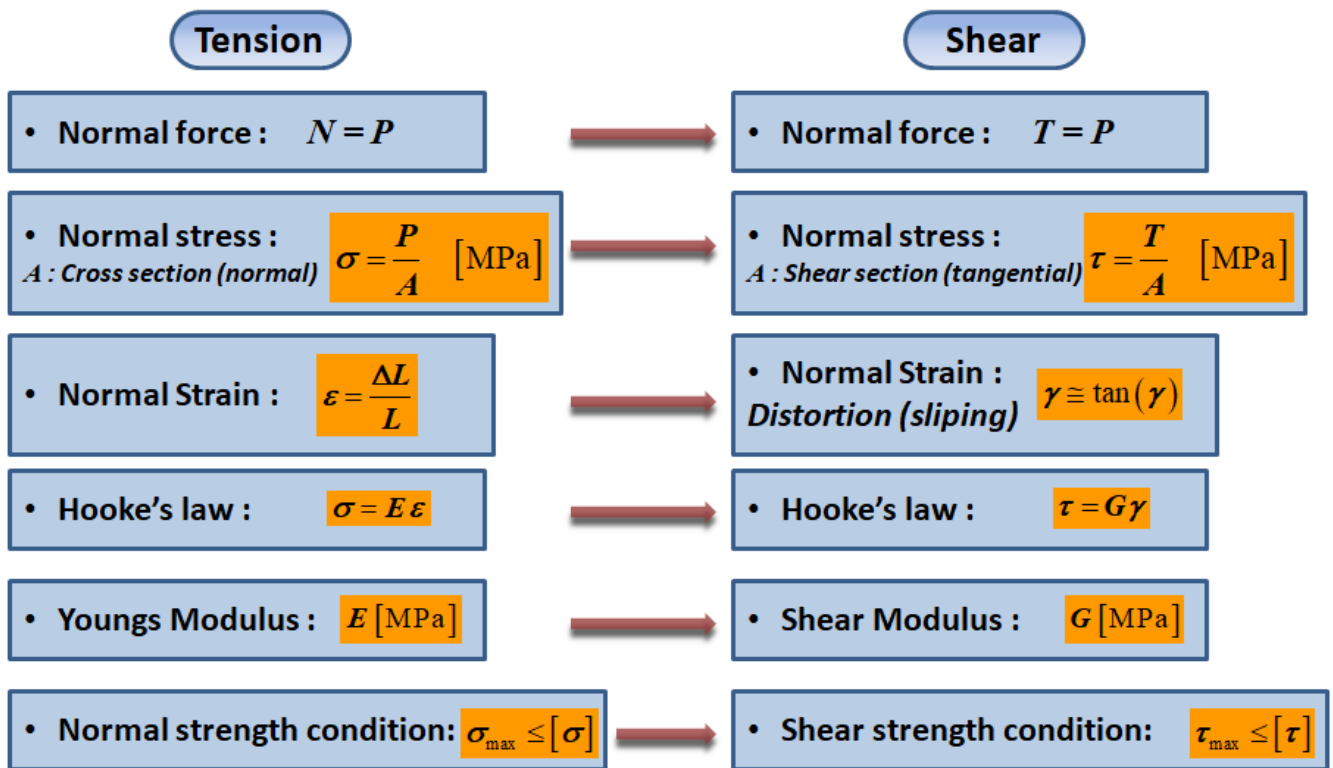 Tension
Shear
• Normal force : N = P
• Normal force : T = P
• Normal stress : σ = P/A [MPa]
A : Cross section (normal)
• Normal stress : τ = T/A [MPa]
A : Shear section (tangential)
• Normal Strain : ε = ΔL/L
• Normal Strain :
Distortion (sliping) γ ≅ tan(γ)
• Hooke’s law : σ = E ε
• Hooke’s law : τ = G γ
• Youngs Modulus : E [MPa]
• Shear Modulus : G [MPa]
• Normal strength condition: σmax ≤ [σ]
• Shear strength condition: τmax ≤ [τ]